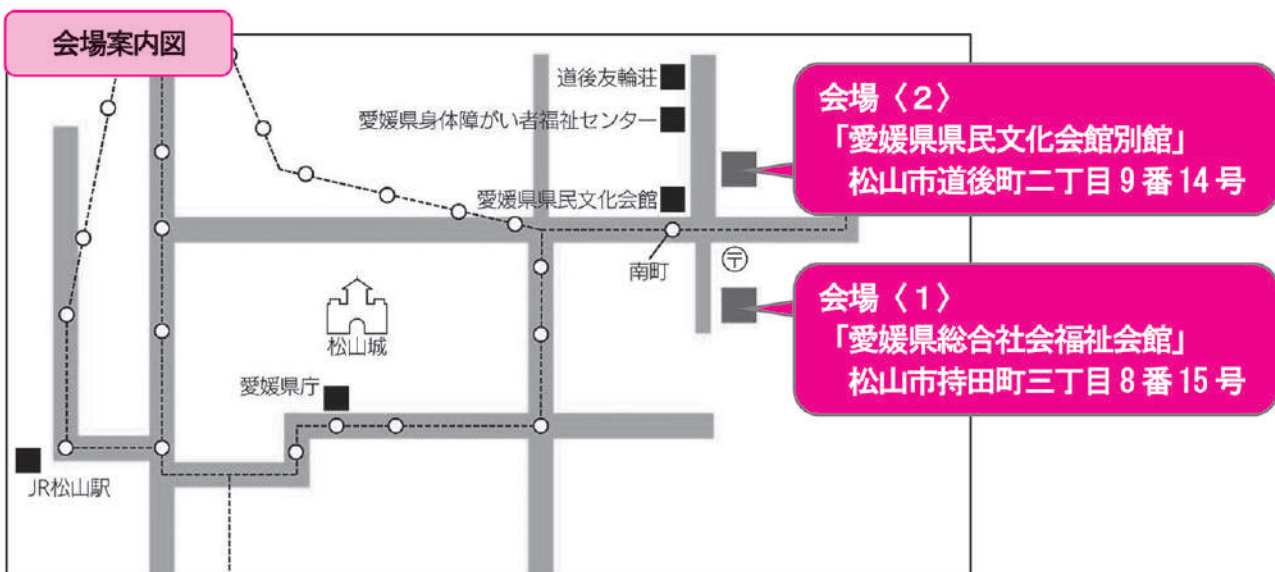 会場案内図
道後友輪荘
愛媛県身体障がい者福祉センター
愛媛県県民文化会館
南町
〒
松山城
愛媛県庁
JR松山駅
会場〈2〉
「愛媛県県民文化会館別館」
松山市道後町二丁目9番14号
会場〈1〉
「愛媛県総合社会福祉会館」
松山市持田町三丁目8番15号